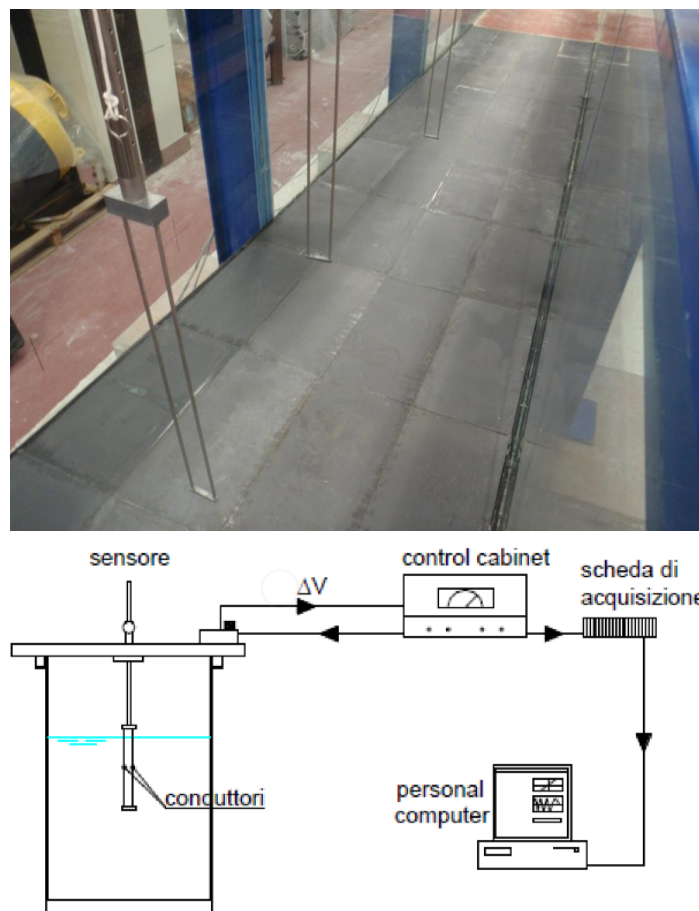 sensore
ΔV
control cabinet
scheda di
acquisizione
conduttori
personal
computer